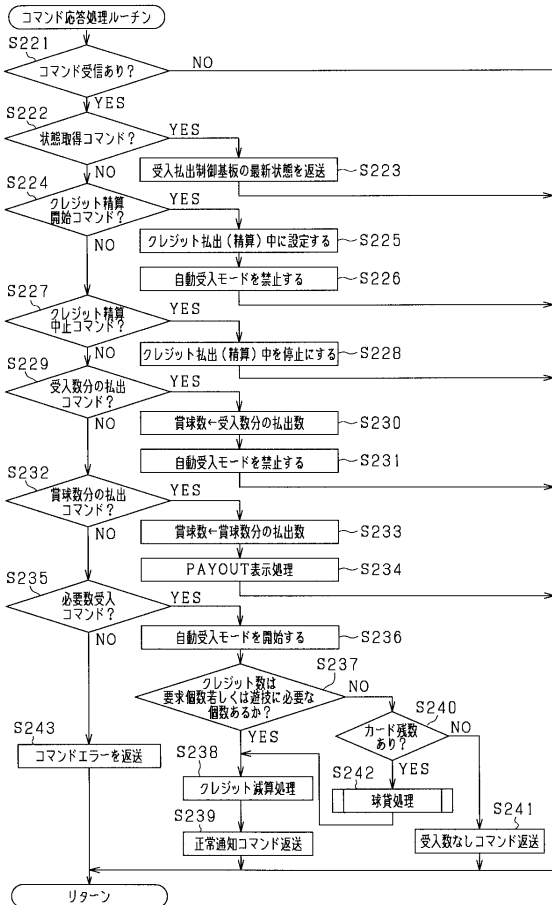 コマンド応答処理ルーチン
S221
コマンド受信あり?
NO
YES
S222
状態取得コマンド?
YES
NO
受入払出制御基板の最新状態を返送
S223
S224
クレジット精算
開始コマンド?
YES
NO
クレジット払出(精算)中に設定する
S225
自動受入モードを禁止する
S226
S227
クレジット精算
中止コマンド?
YES
NO
クレジット払出(精算)中を停止にする
S228
S229
受入数分の払出
コマンド?
YES
NO
賞球数←受入数分の払出数
S230
自動受入モードを禁止する
S231
S232
賞球数分の払出
コマンド?
YES
NO
賞球数←賞球数分の払出数
S233
PAYOUT表示処理
S234
S235
必要数受入
コマンド?
YES
NO
自動受入モードを開始する
S236
S237
クレジット数は
要求個数若しくは遊技に必要な
個数あるか?
NO
YES
S240
カード残数
あり?
NO
YES
S243
コマンドエラーを返送
S238
クレジット減算処理
S242
球貸処理
S239
正常通知コマンド返送
S241
受入数なしコマンド返送
リターン